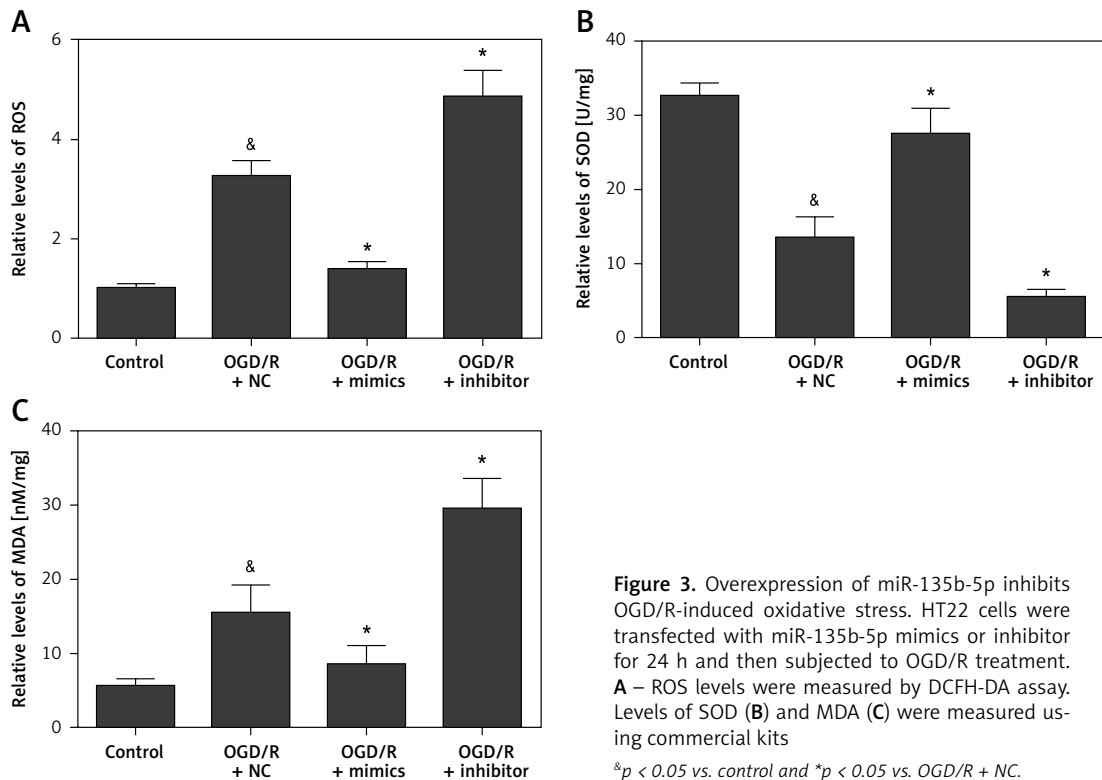 A
Relative levels of ROS
6
4
2
0
&
*
*
Control
OGD/R
+ NC
OGD/R
+ mimics
OGD/R
+ inhibitor
B
Relative levels of SOD [U/mg]
40
30
20
10
0
&
*
*
Control
OGD/R
+ NC
OGD/R
+ mimics
OGD/R
+ inhibitor
C
Relative levels of MDA [nM/mg]
40
30
20
10
0
&
*
*
Control
OGD/R
+ NC
OGD/R
+ mimics
OGD/R
+ inhibitor
Figure 3. Overexpression of miR-135b-5p inhibits
OGD/R-induced oxidative stress. HT22 cells were
transfected with miR-135b-5p mimics or inhibitor
for 24 h and then subjected to OGD/R treatment.
A – ROS levels were measured by DCFH-DA assay.
Levels of SOD (B) and MDA (C) were measured us-
ing commercial kits
&p < 0.05 vs. control and *p < 0.05 vs. OGD/R + NC.